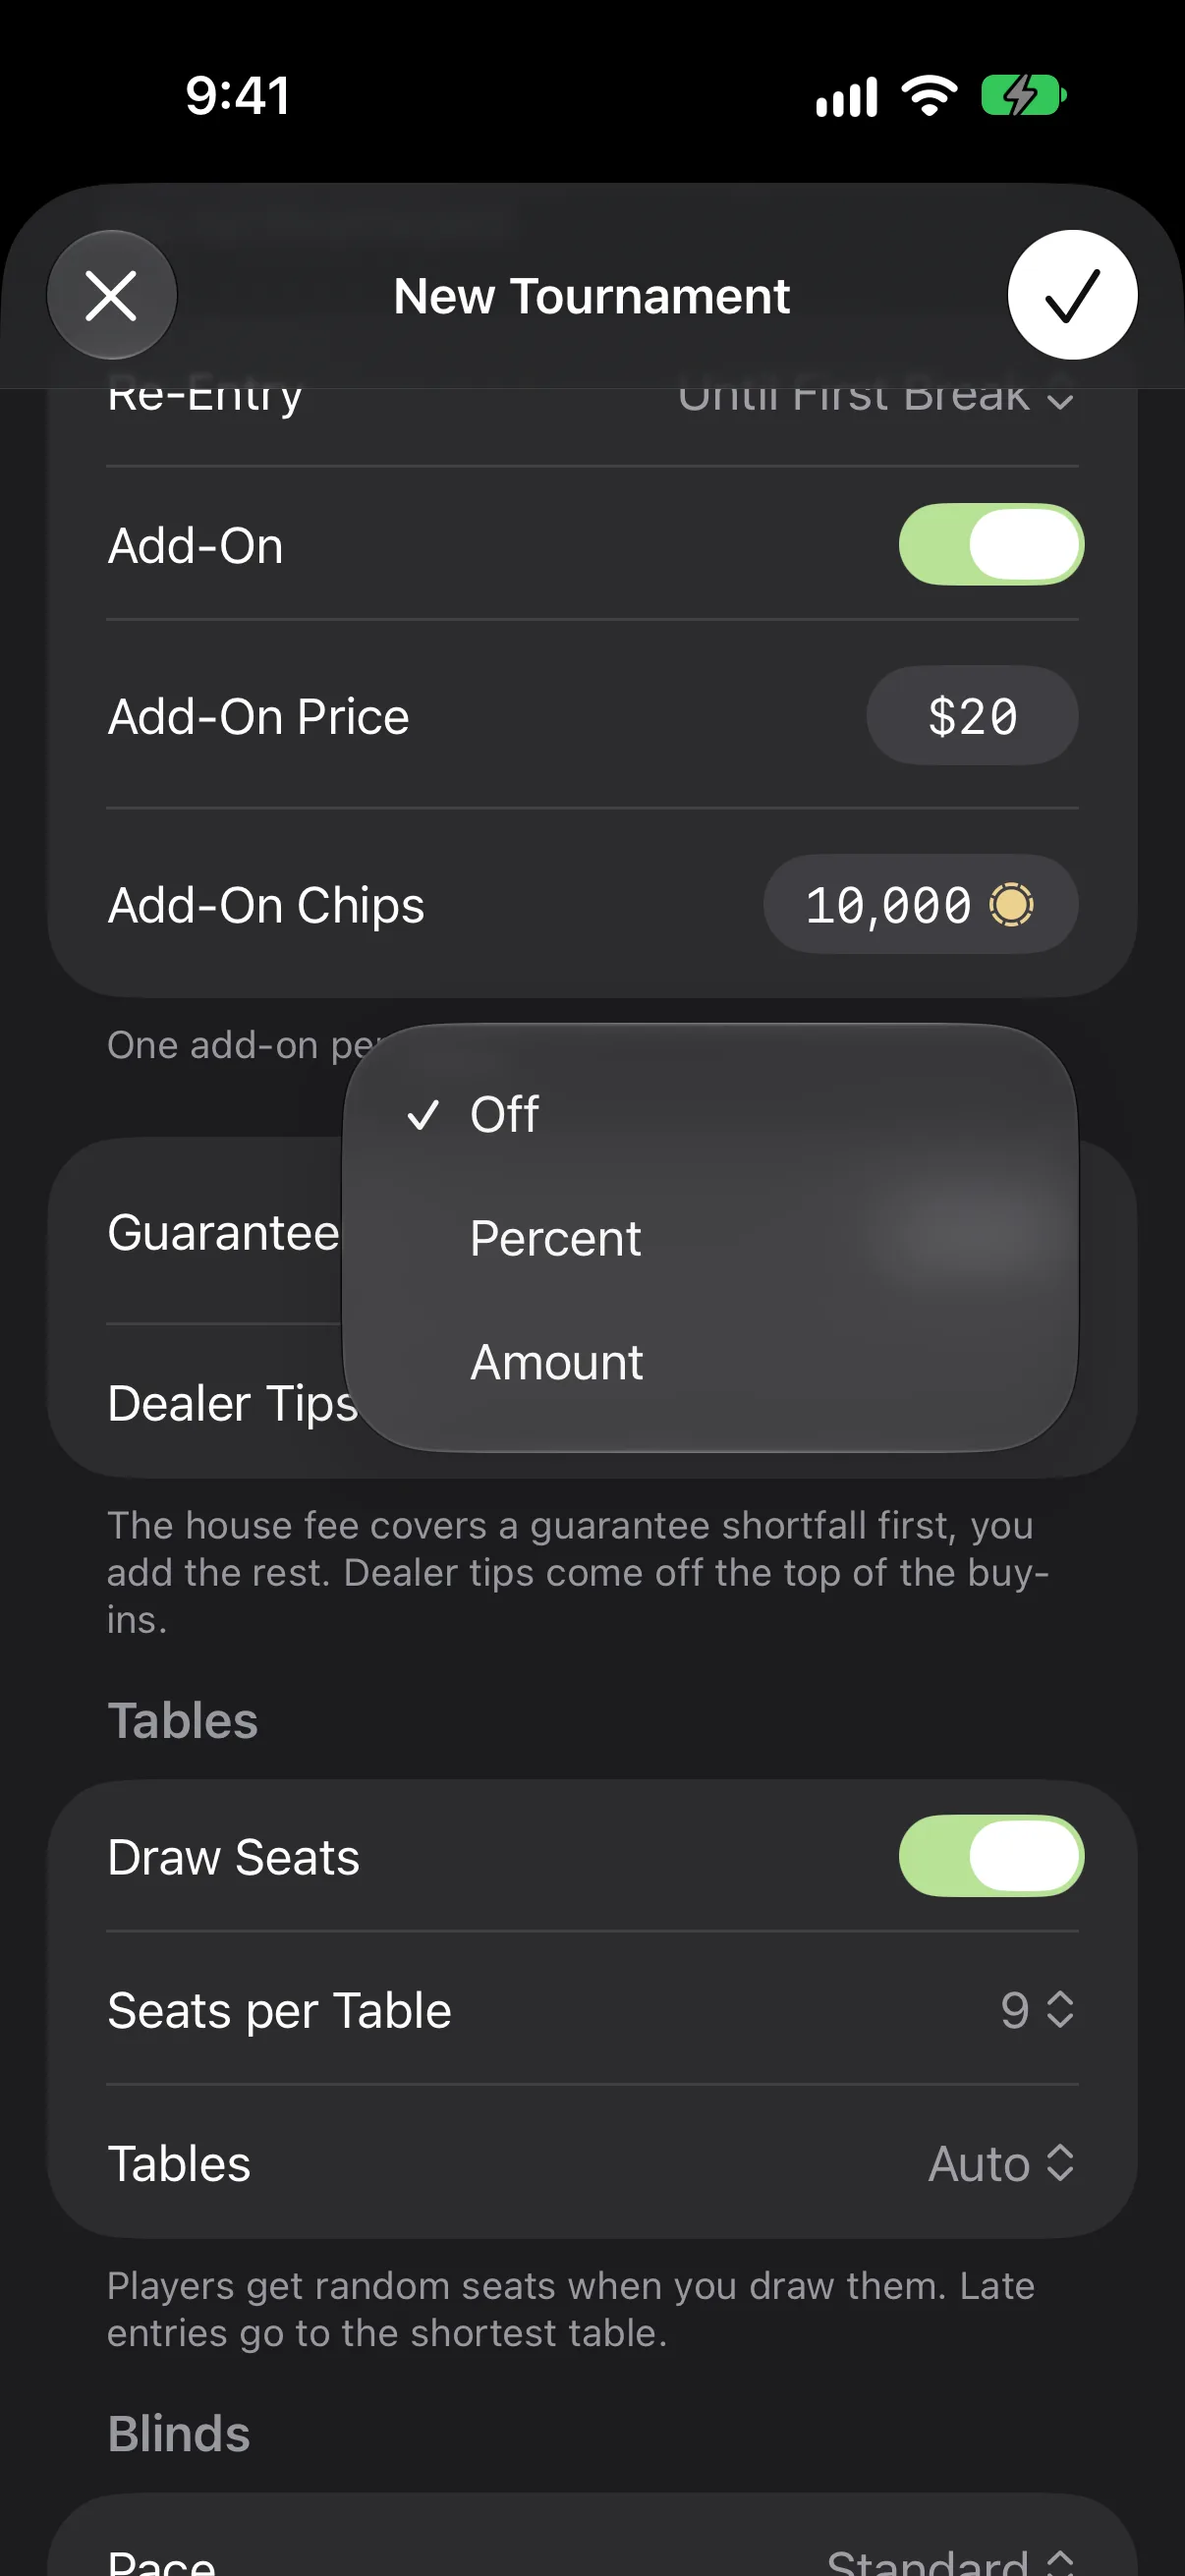 9:41
New Tournament
Re-Entry
Until First Break
Add-On
Add-On Price
$20
Add-On Chips
10,000
One add-on per
Off
Percent
Amount
Guarantee
Dealer Tips
The house fee covers a guarantee shortfall first, you
add the rest. Dealer tips come off the top of the buy-
ins.
Tables
Draw Seats
Seats per Table
9
Tables
Auto
Players get random seats when you draw them. Late
entries go to the shortest table.
Blinds
Pace
Standard